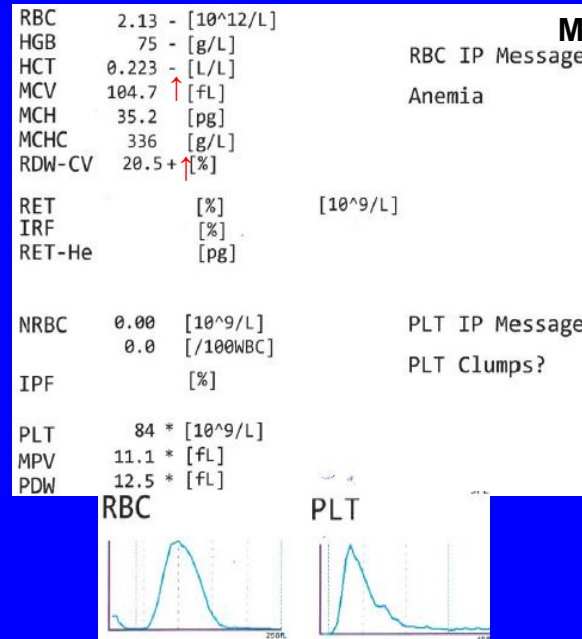 RBC 2.13 - [10^12/L]
HGB 75 - [g/L]
HCT 0.223 - [L/L]
MCV 104.7 ↑ [fL]
MCH 35.2 [pg]
MCHC 336 [g/L]
RDW-CV 20.5+ ↑ [%]
M
RBC IP Message
Anemia
RET [%] [10^9/L]
IRF [%]
RET-He [pg]
NRBC 0.00 [10^9/L]
0.0 [/100WBC]
IPF [%]
PLT IP Message
PLT Clumps?
PLT 84 * [10^9/L]
MPV 11.1 * [fL]
PDW 12.5 * [fL]
RBC
250fL
PLT